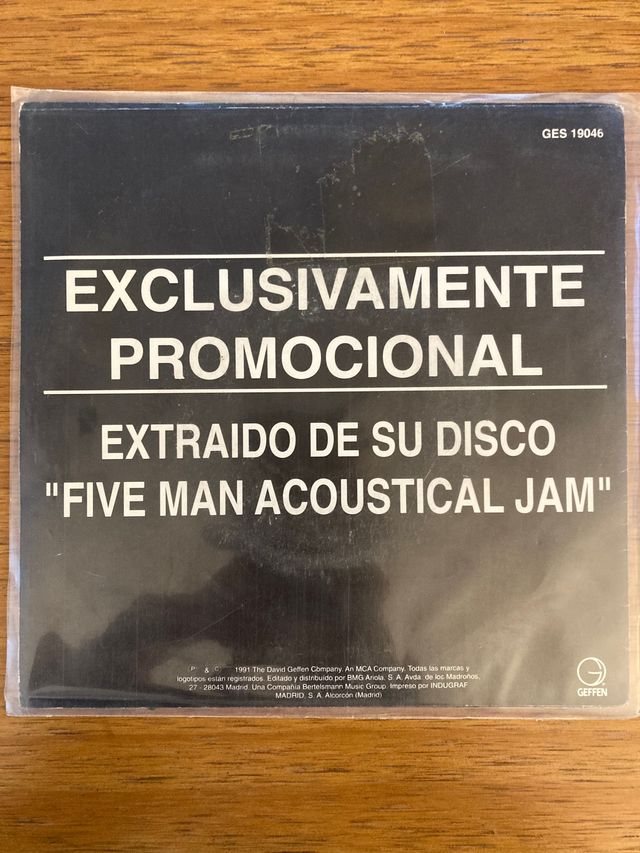 GES 19046
EXCLUSIVAMENTE
PROMOCIONAL
EXTRAIDO DE SU DISCO
"FIVE MAN ACOUSTICAL JAM"
(P) & (C) 1991 The David Geffen Company. An MCA Company. Todas las marcas y
logotipos están registrados. Editado y distribuido por BMG Ariola. S. A. Avda. de los Madroños,
27 - 28043 Madrid. Una Compañía Bertelsmann Music Group. Impreso por INDUGRAF
MADRID, S. A. Alcorcón (Madrid)
GEFFEN